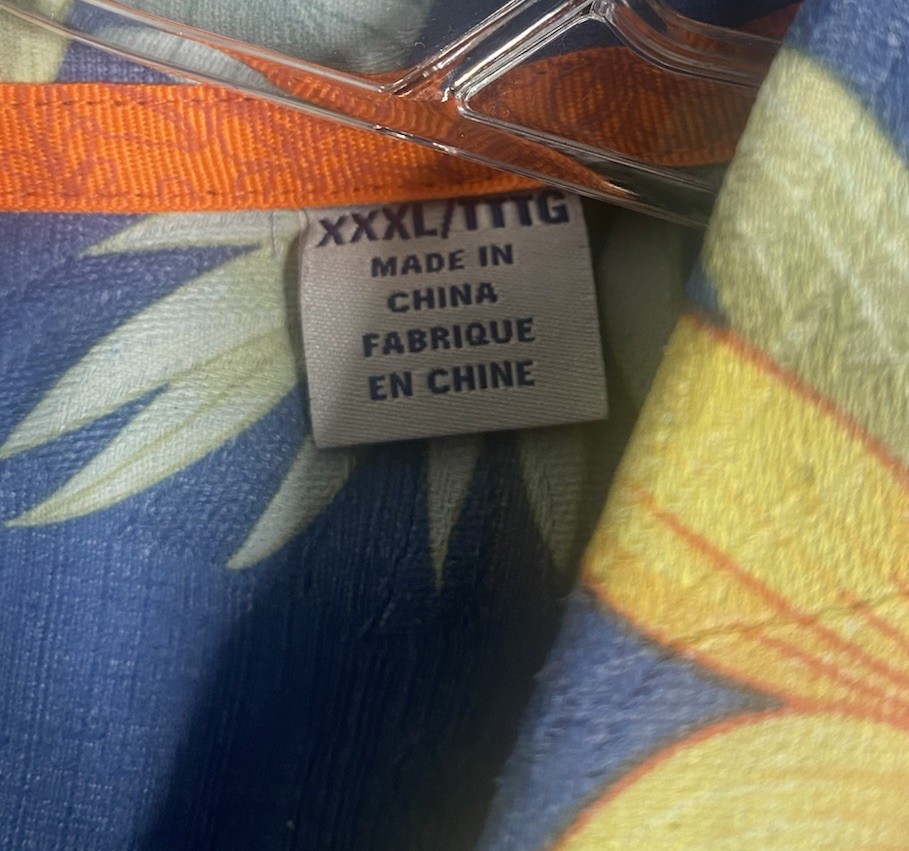 XXXL/TTTG
MADE IN
CHINA
FABRIQUE
EN CHINE